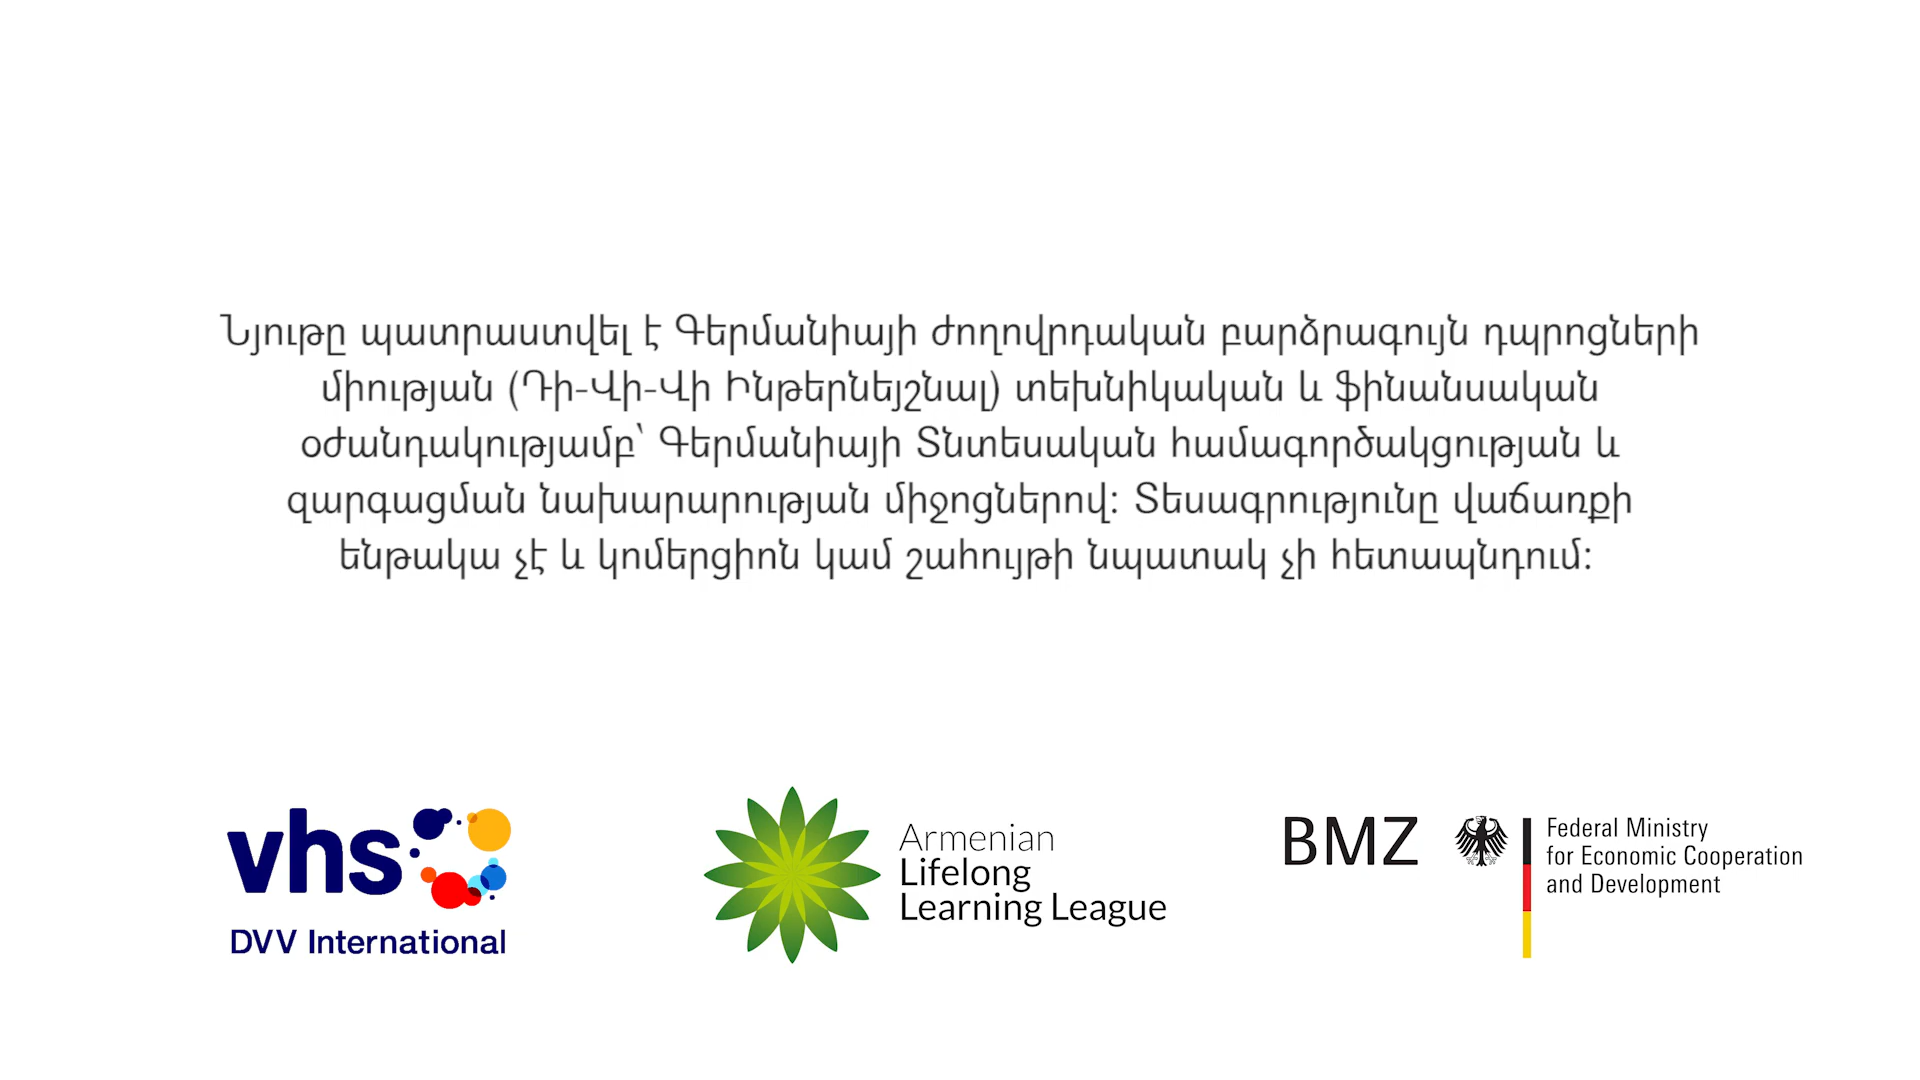 Նյութը պատրաստվել է Գերմանիայի ժողովրդական բարձրագույն դպրոցների
միության (Դի-Վի-Վի Ինթերնեյշնալ) տեխնիկական և ֆինանսական
օժանդակությամբ՝ Գերմանիայի Տնտեսական համագործակցության և
զարգացման նախարարության միջոցներով։ Տեսագրությունը վաճառքի
ենթակա չէ և կոմերցիոն կամ շահույթի նպատակ չի հետապնդում։
vhs
DVV International
Armenian
Lifelong
Learning League
BMZ
Federal Ministry
for Economic Cooperation
and Development